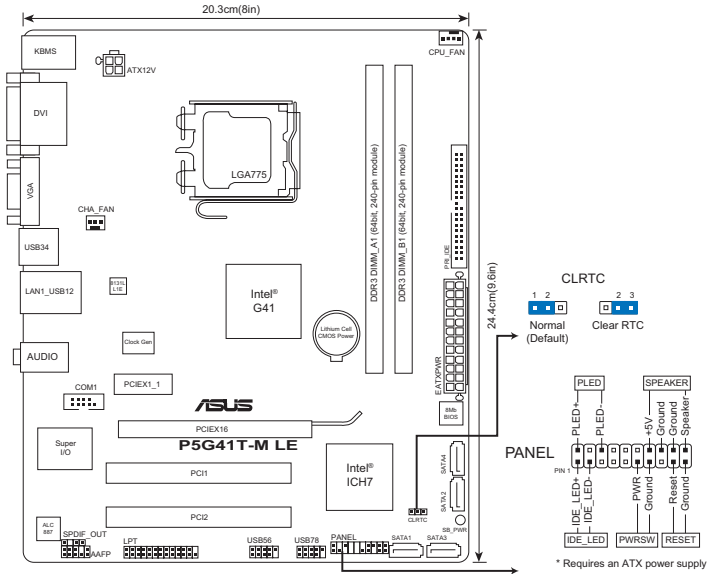 20.3cm(8in)
KBMS
ATX12V
CPU_FAN
DVI
LGA775
DDR3 DIMM_A1 (64bit, 240-pin module)
DDR3 DIMM_B1 (64bit, 240-pin module)
PRI_IDE
24.4cm(9.6in)
VGA
CHA_FAN
USB34
LAN1_USB12
8131L
L1E
Intel®
G41
Lithium Cell
CMOS Power
Clock Gen
AUDIO
EATXPWR
COM1
PCIEX1_1
8Mb
BIOS
ASUS
PCIEX16
P5G41T-M LE
Super
I/O
PCI1
Intel®
ICH7
SATA4
SATA2
PCI2
CLRTC
SB_PWR
ALC
887
SPDIF_OUT
AAFP
LPT
USB56
USB78
PANEL
SATA1
SATA3
CLRTC
1 2
2 3
Normal
(Default)
Clear RTC
PLED
SPEAKER
PLED+
PLED-
+5V
Ground
Ground
Speaker-
PANEL
PIN 1
IDE_LED+
IDE_LED-
PWR
Ground
Reset
Ground
IDE_LED
PWRSW
RESET
* Requires an ATX power supply